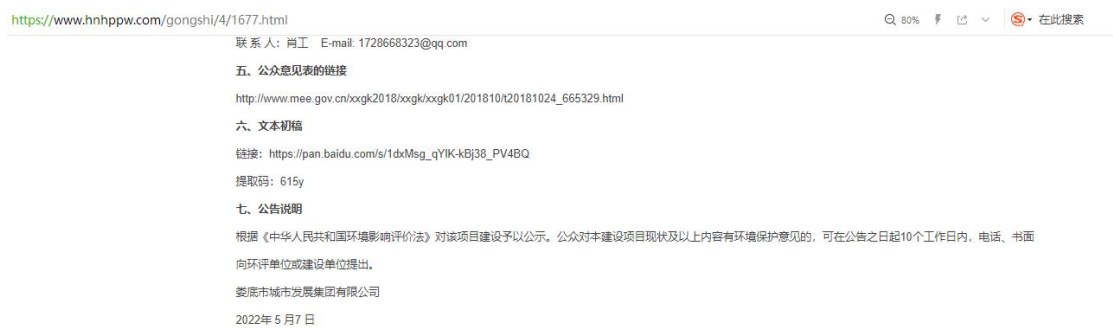 https://www.hnhppw.com/gongshi/4/1677.html 80% 在此搜索
联 系 人：肖工 E-mail: 1728668323@qq.com
五、公众意见表的链接
http://www.mee.gov.cn/xxgk2018/xxgk/xxgk01/201810/t20181024_665329.html
六、文本初稿
链接：https://pan.baidu.com/s/1dxMsg_qYlK-kBj38_PV4BQ
提取码：615y
七、公告说明
根据《中华人民共和国环境影响评价法》对该项目建设予以公示。公众对本建设项目现状及以上内容有环境保护意见的，可在公告之日起10个工作日内，电话、书面
向环评单位或建设单位提出。
娄底市城市发展集团有限公司
2022年 5 月7 日